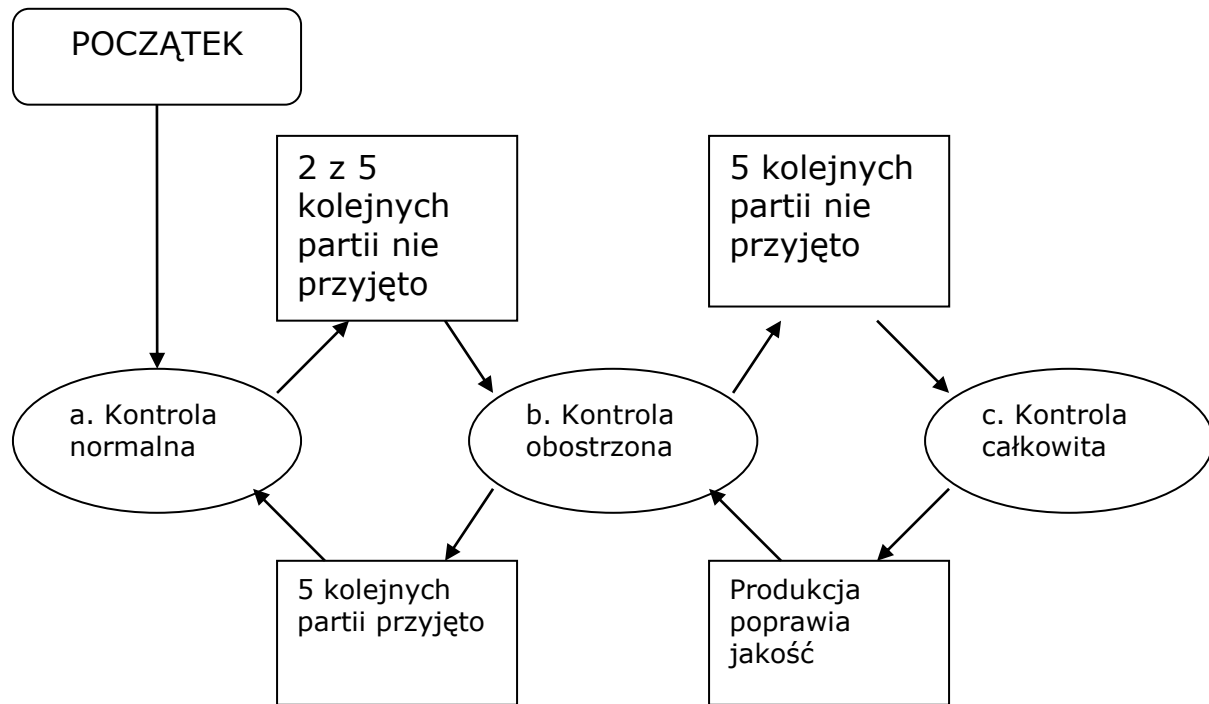 POCZĄTEK
2 z 5
kolejnych
partii nie
przyjęto
5 kolejnych
partii nie
przyjęto
a. Kontrola
normalna
b. Kontrola
obostrzona
c. Kontrola
całkowita
5 kolejnych
partii przyjęto
Produkcja
poprawia
jakość